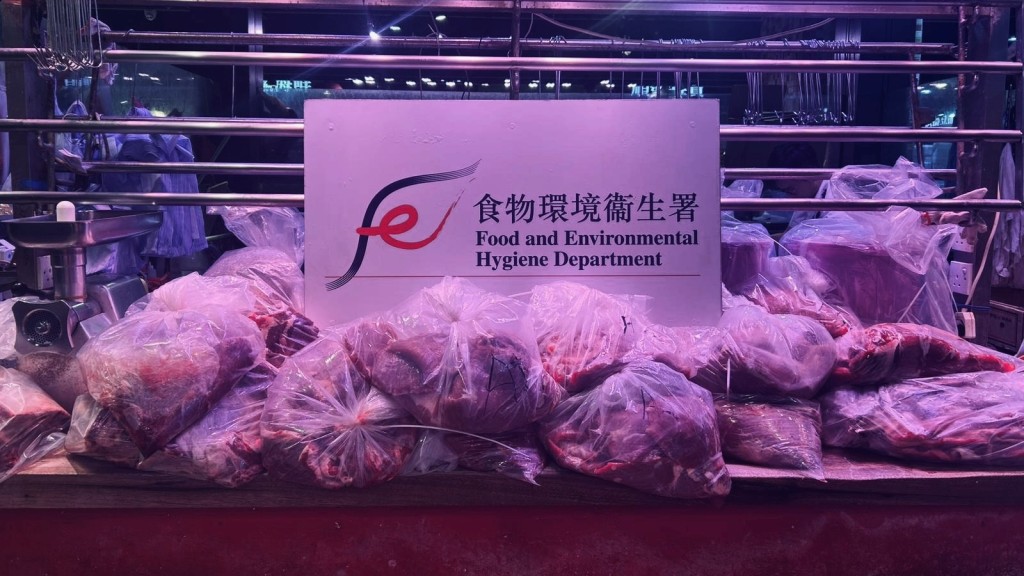 食物環境衞生署
Food and Environmental
Hygiene Department